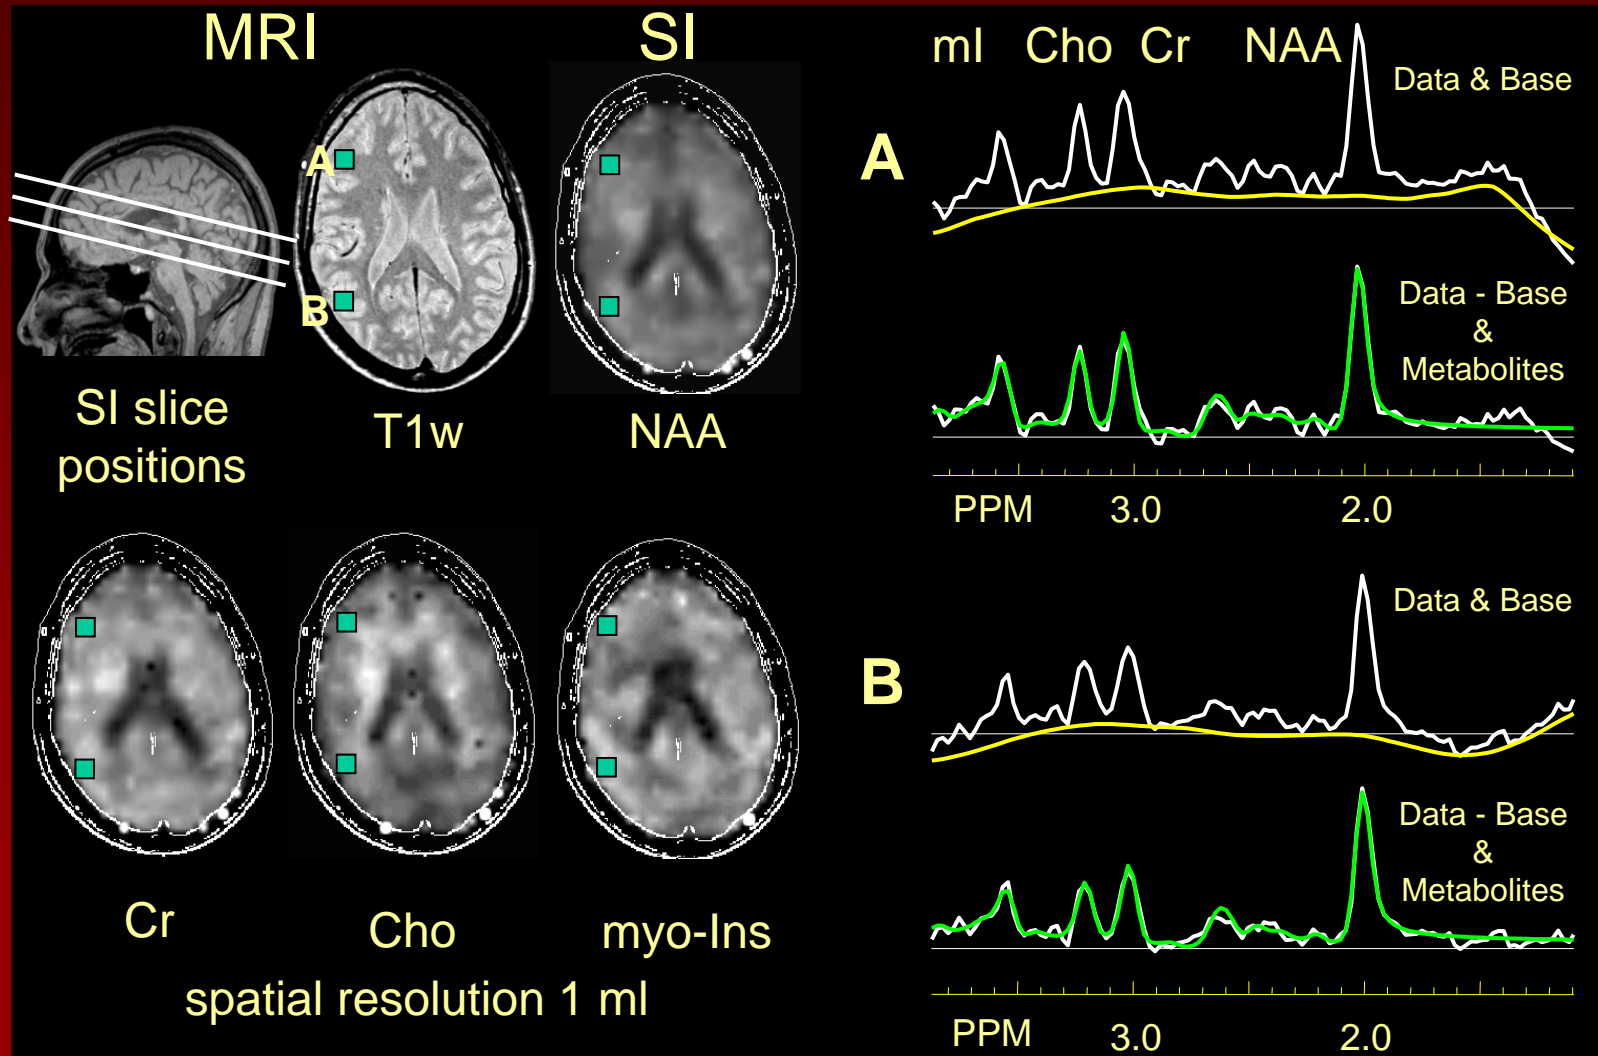 MRI
SI
A
B
SI slice
positions
T1w
NAA
Cr
Cho
myo-Ins
spatial resolution 1 ml
mI Cho Cr NAA
Data & Base
A
Data - Base
&
Metabolites
PPM 3.0 2.0
Data & Base
B
Data - Base
&
Metabolites
PPM 3.0 2.0